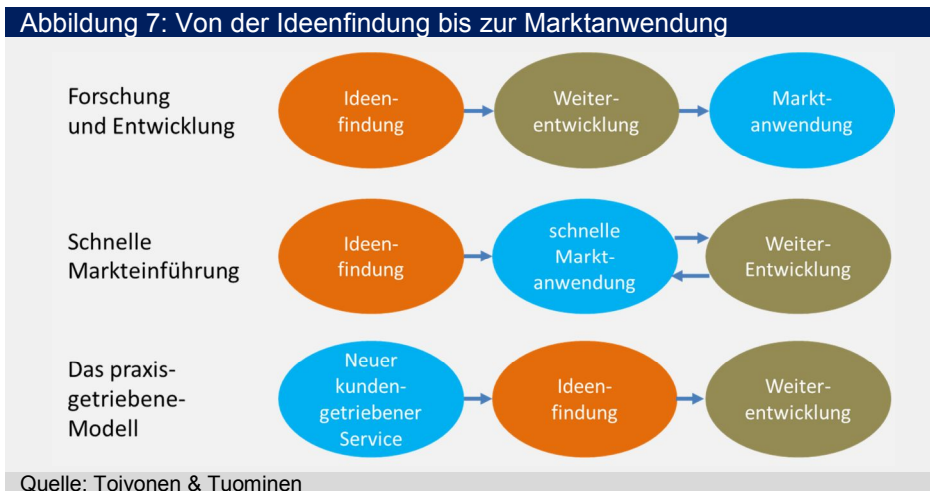 Abbildung 7: Von der Ideenfindung bis zur Marktanwendung
Forschung
und Entwicklung
Ideen-
findung
Weiter-
entwicklung
Markt-
anwendung
Schnelle
Markteinführung
Ideen-
findung
schnelle
Markt-
anwendung
Weiter-
Entwicklung
Das praxis-
getriebene-
Modell
Neuer
kunden-
getriebener
Service
Ideen-
findung
Weiter-
entwicklung
Quelle: Toivonen & Tuominen